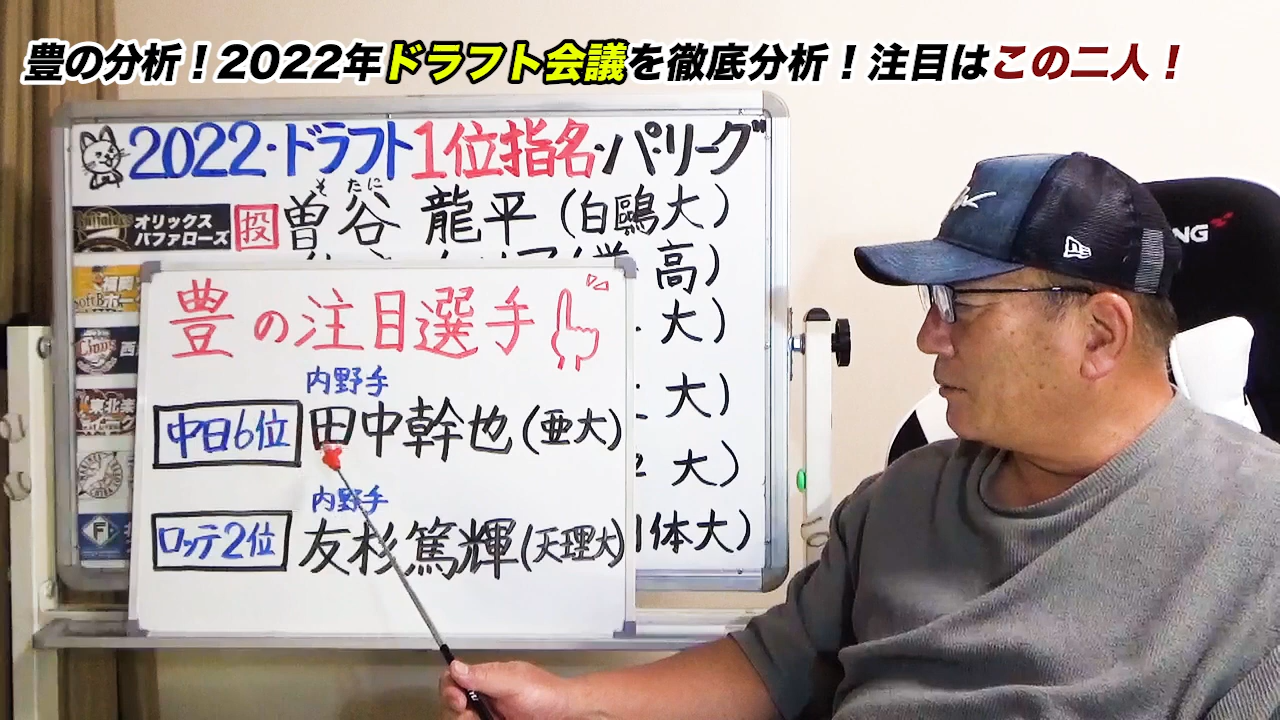 豊の分析！2022年ドラフト会議を徹底分析！注目はこの二人！
2022・ドラフト1位指名・パ・リーグ
そ たに
オリックス バファローズ 投 曽谷 龍平（白鷗大）
高）
大）
大）
大）
体大）
豊の注目選手
内野手
中日6位 田中幹也（亜大）
内野手
ロッテ2位 友杉篤輝（天理大）